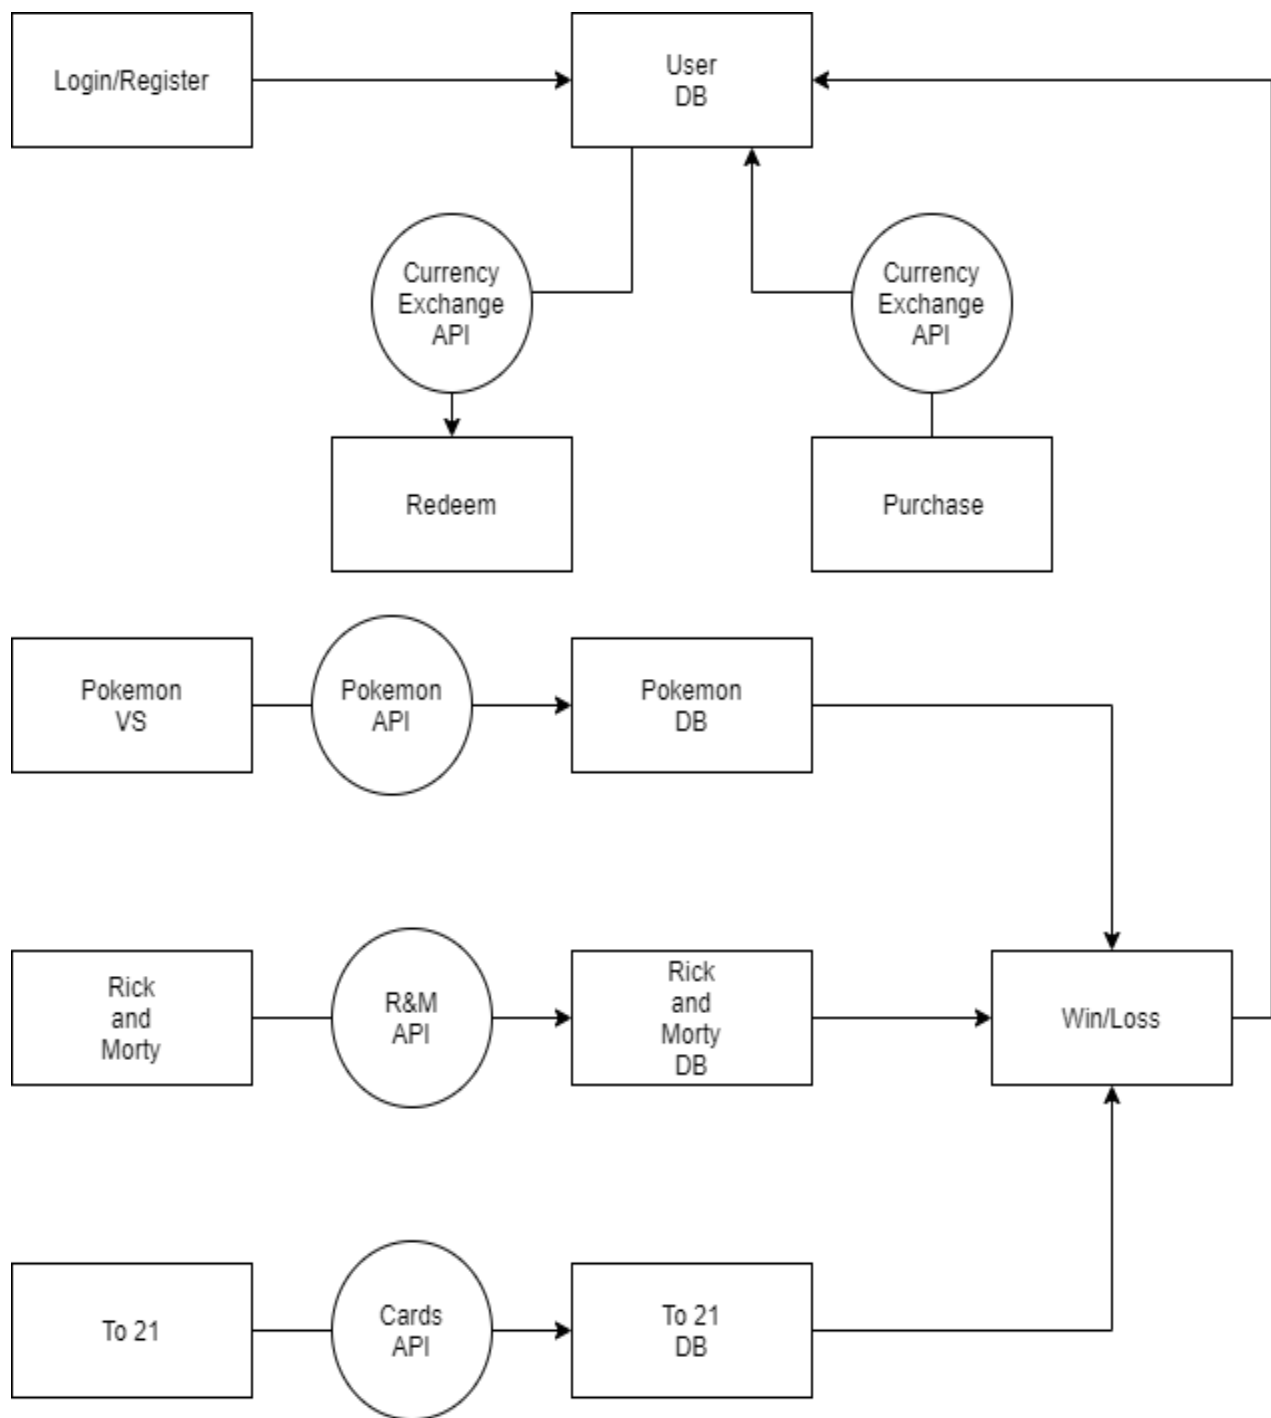 Login/Register
User
DB
Currency
Exchange
API
Currency
Exchange
API
Redeem
Purchase
Pokemon
VS
Pokemon
API
Pokemon
DB
Rick
and
Morty
R&M
API
Rick
and
Morty
DB
Win/Loss
To 21
Cards
API
To 21
DB